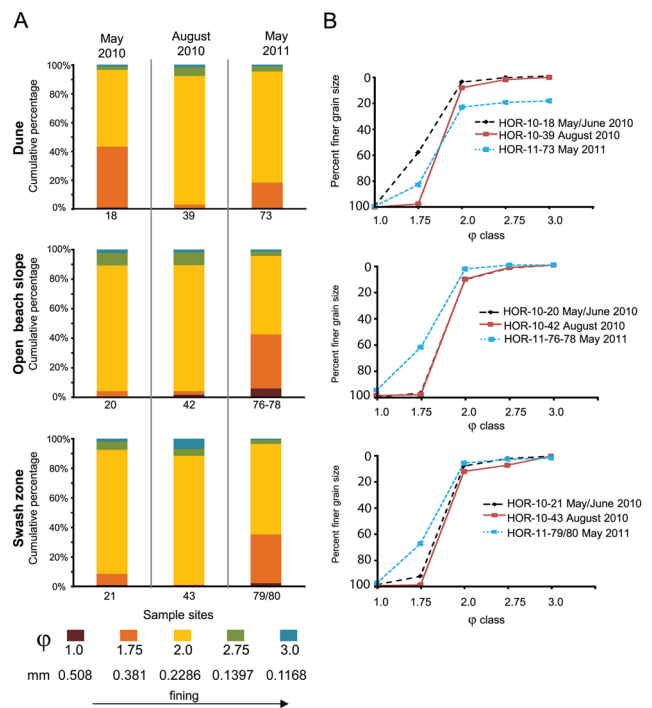 A
May 2010
August 2010
May 2011
Dune
Cumulative percentage
100%
80%
60%
40%
20%
0%
18
39
73
Open beach slope
Cumulative percentage
100%
80%
60%
40%
20%
0%
20
42
76-78
Swash zone
Cumulative percentage
100%
80%
60%
40%
20%
0%
21
43
79/80
Sample sites
φ
1.0
1.75
2.0
2.75
3.0
mm
0.508
0.381
0.2286
0.1397
0.1168
fining
B
Percent finer grain size
0
20
40
60
80
100
HOR-10-18 May/June 2010
HOR-10-39 August 2010
HOR-11-73 May 2011
1.0
1.75
2.0
2.75
3.0
φ class
Percent finer grain size
0
20
40
60
80
100
HOR-10-20 May/June 2010
HOR-10-42 August 2010
HOR-11-76-78 May 2011
1.0
1.75
2.0
2.75
3.0
φ class
Percent finer grain size
0
20
40
60
80
100
HOR-10-21 May/June 2010
HOR-10-43 August 2010
HOR-11-79/80 May 2011
1.0
1.75
2.0
2.75
3.0
φ class